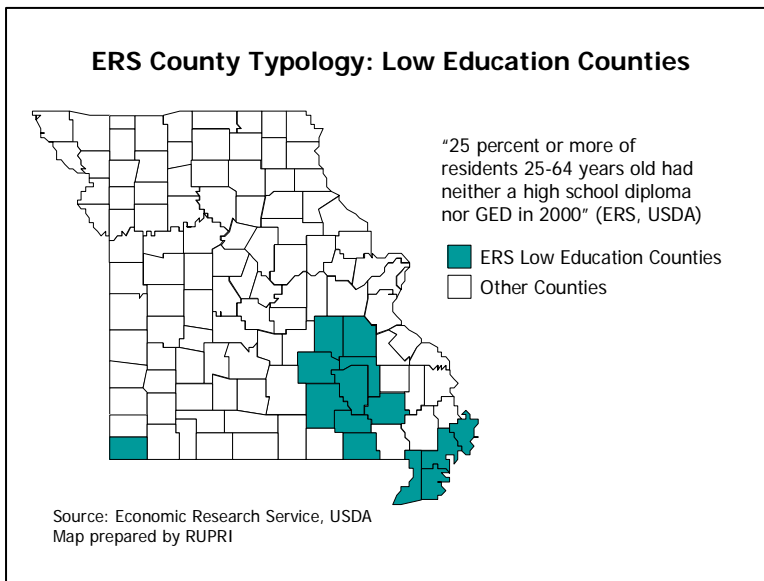 ERS County Typology: Low Education Counties
"25 percent or more of
residents 25-64 years old had
neither a high school diploma
nor GED in 2000" (ERS, USDA)
ERS Low Education Counties
Other Counties
Source: Economic Research Service, USDA
Map prepared by RUPRI